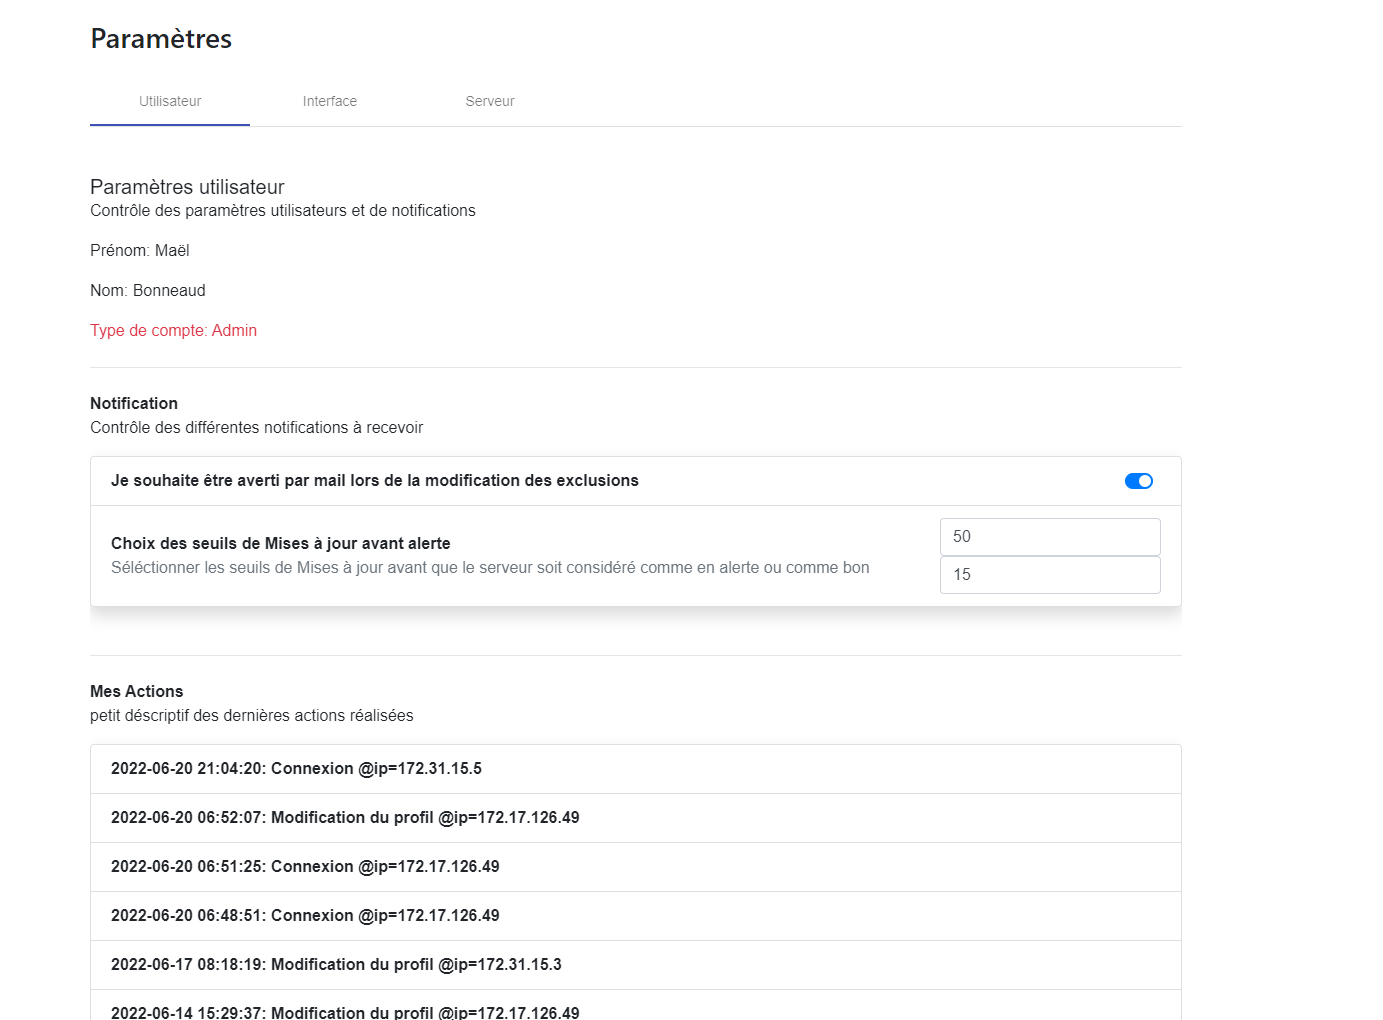 Paramètres
Utilisateur Interface Serveur
Paramètres utilisateur
Contrôle des paramètres utilisateurs et de notifications
Prénom: Maël
Nom: Bonneaud
Type de compte: Admin
Notification
Contrôle des différentes notifications à recevoir
Je souhaite être averti par mail lors de la modification des exclusions
Choix des seuils de Mises à jour avant alerte
Séléctionner les seuils de Mises à jour avant que le serveur soit considéré comme en alerte ou comme bon
50
15
Mes Actions
petit déscriptif des dernières actions réalisées
2022-06-20 21:04:20: Connexion @ip=172.31.15.5
2022-06-20 06:52:07: Modification du profil @ip=172.17.126.49
2022-06-20 06:51:25: Connexion @ip=172.17.126.49
2022-06-20 06:48:51: Connexion @ip=172.17.126.49
2022-06-17 08:18:19: Modification du profil @ip=172.31.15.3
2022-06-14 15:29:37: Modification du profil @ip=172.17.126.49